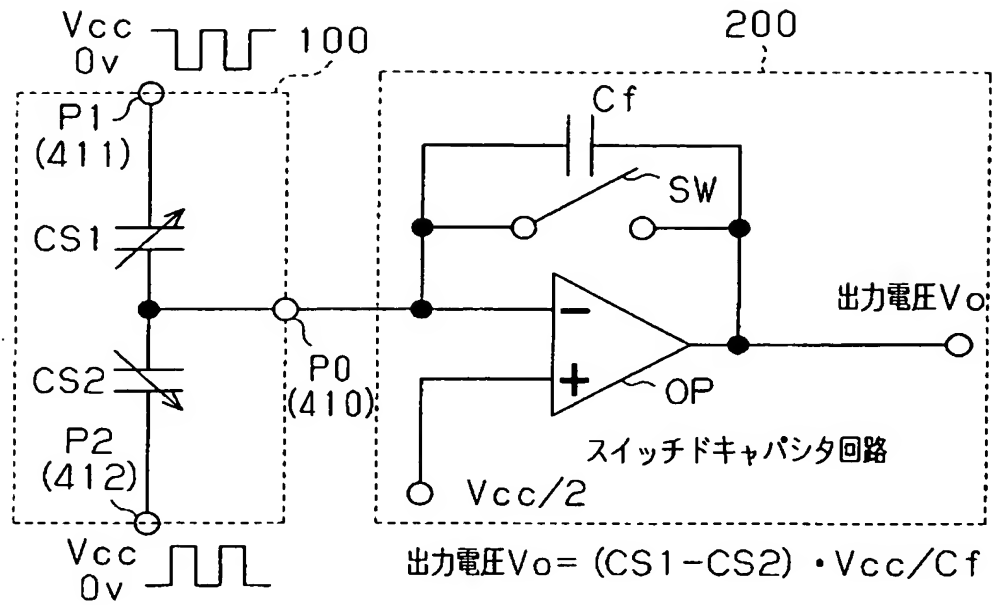 Vcc
0v
100
200
P1
(411)
Cf
SW
CS1
出力電圧Vo
CS2
P0
(410)
OP
P2
(412)
スイッチドキャパシタ回路
Vcc/2
Vcc
0v
出力電圧Vo= (CS1-CS2) ・Vcc/Cf